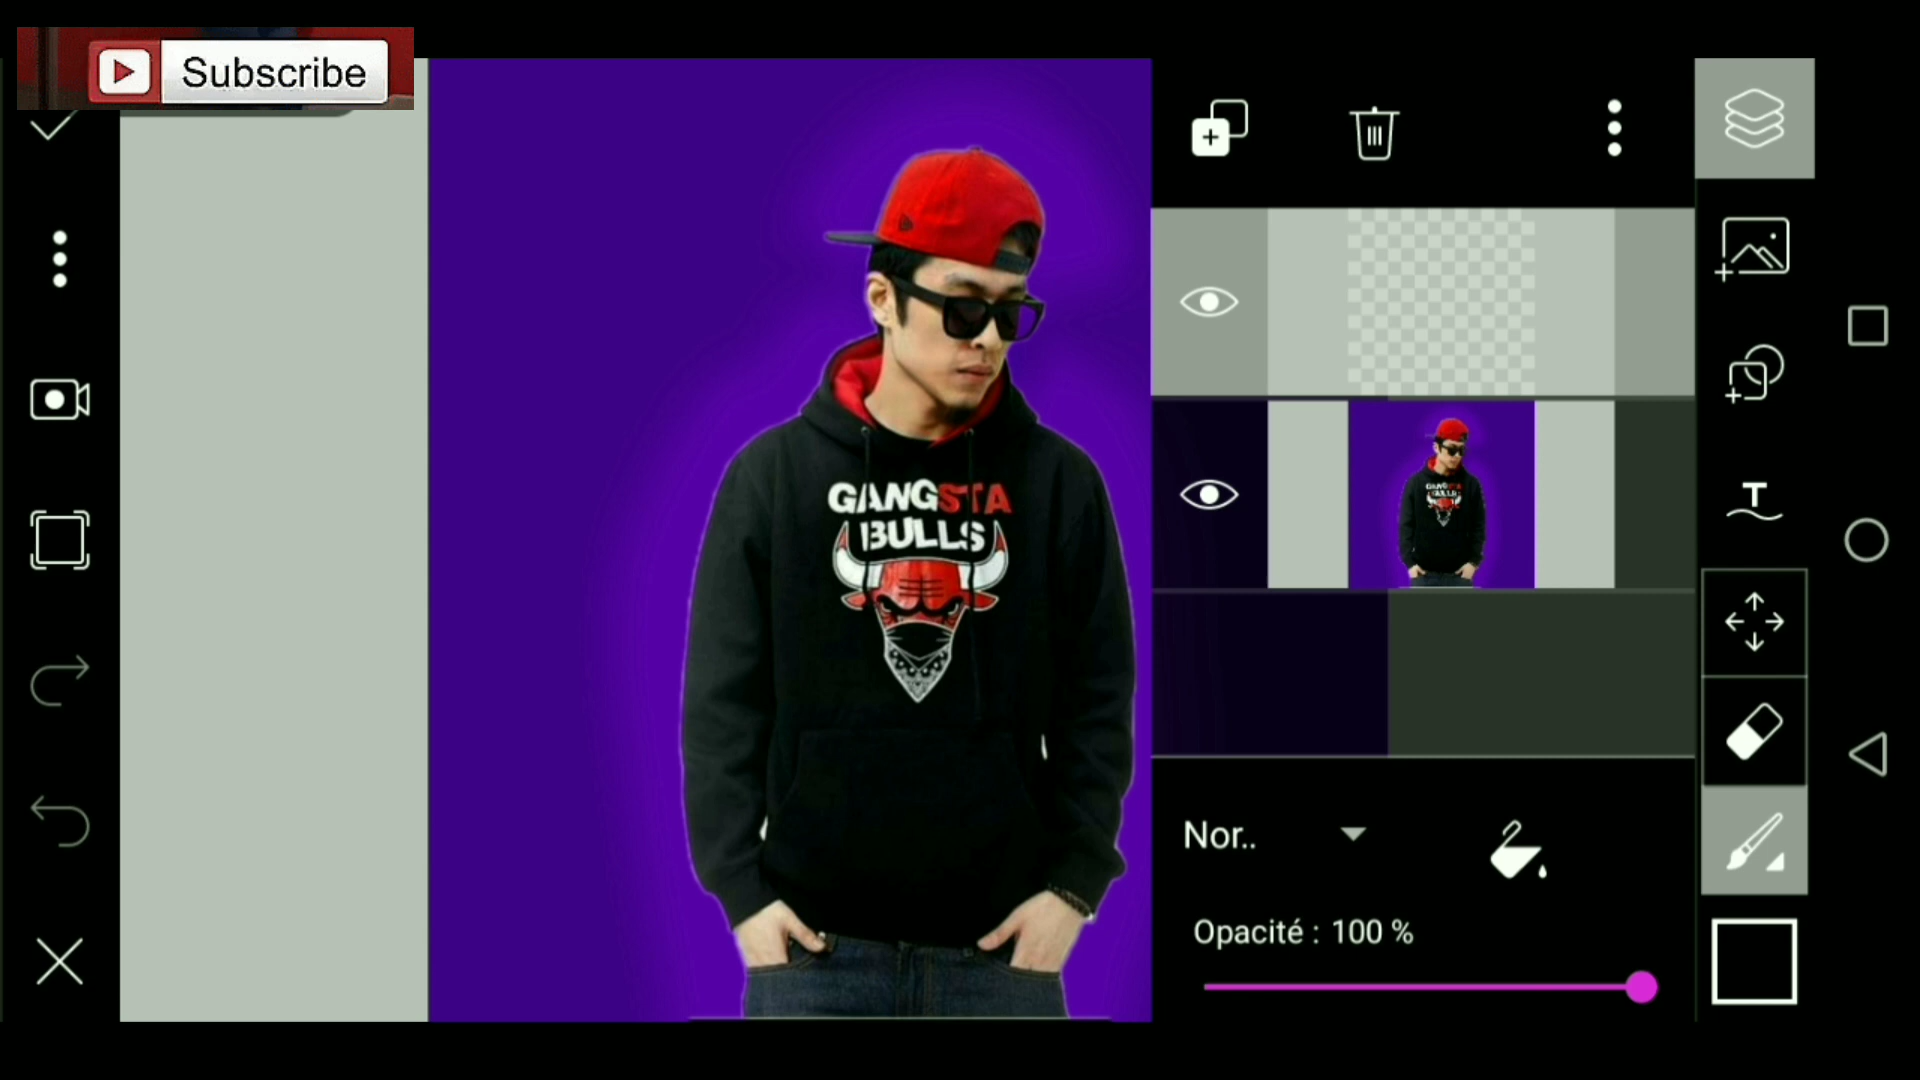 Subscribe
GANGSTA
BULLS
T
Nor..
Opacité : 100 %